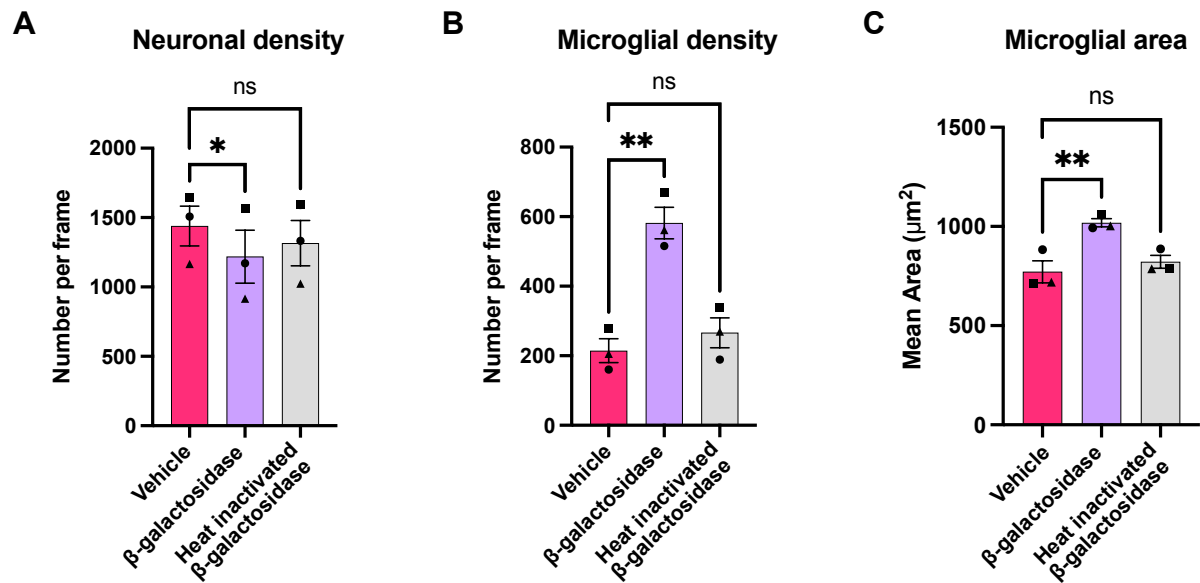 A
Neuronal density
ns
*
2000
1500
1000
500
0
Number per frame
Vehicle
β-galactosidase
Heat inactivated
β-galactosidase
B
Microglial density
ns
**
800
600
400
200
0
Number per frame
Vehicle
β-galactosidase
Heat inactivated
β-galactosidase
C
Microglial area
ns
**
1500
1000
500
0
Mean Area (μm²)
Vehicle
β-galactosidase
Heat inactivated
β-galactosidase